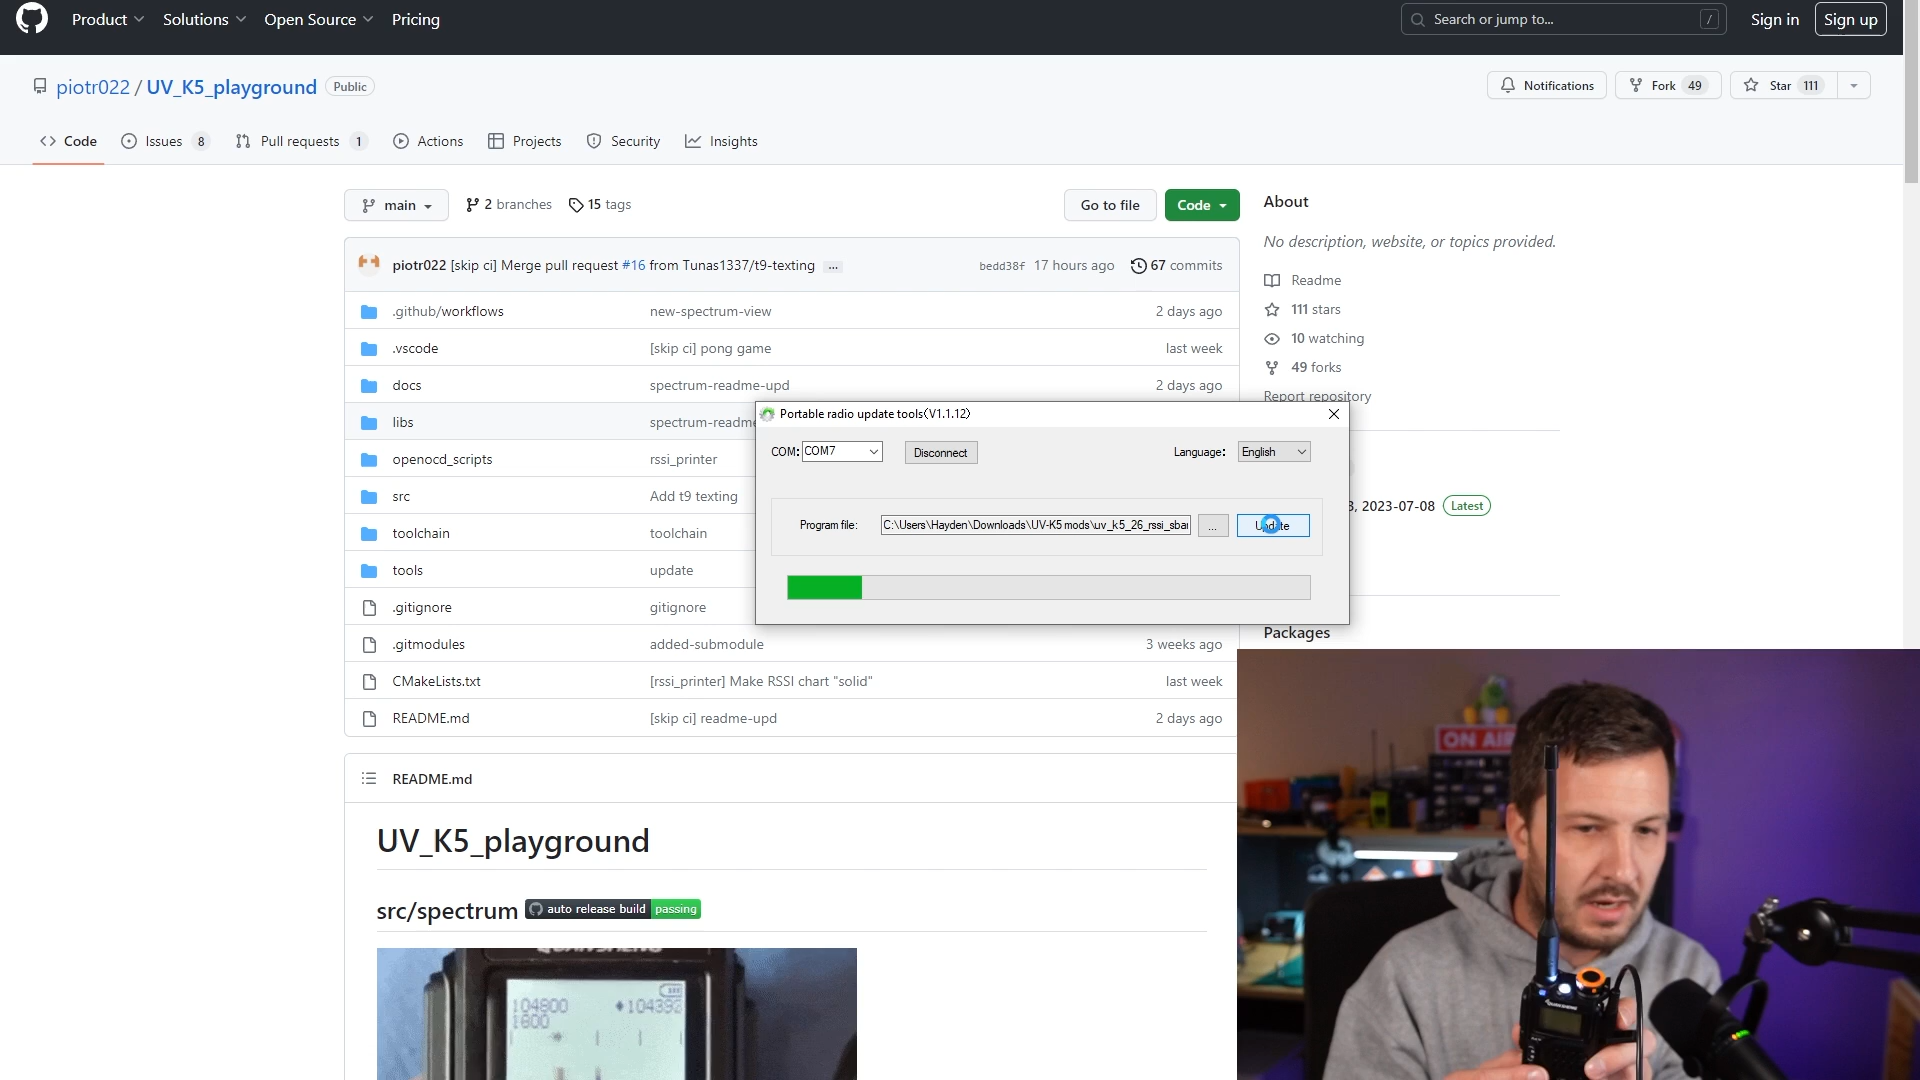 Product
Solutions
Open Source
Pricing
Search or jump to...
/
Sign in
Sign up
piotr022 / UV_K5_playground
Public
Notifications
Fork 49
Star 111
Code
Issues 8
Pull requests 1
Actions
Projects
Security
Insights
main
2 branches
15 tags
Go to file
Code
About
No description, website, or topics provided.
piotr022 [skip ci] Merge pull request #16 from Tunas1337/t9-texting ...
bedd38f 17 hours ago
67 commits
Readme
111 stars
10 watching
49 forks
Report repository
.github/workflows new-spectrum-view 2 days ago
.vscode [skip ci] pong game last week
docs spectrum-readme-upd 2 days ago
libs
openocd_scripts rssi_printer
src Add t9 texting
toolchain toolchain
tools update
.gitignore gitignore
.gitmodules added-submodule 3 weeks ago
CMakeLists.txt [rssi_printer] Make RSSI chart "solid" last week
README.md [skip ci] readme-upd 2 days ago
Portable radio update tools(V1.1.12)
COM: COM7
Disconnect
Language: English
Program file: C:\Users\Hayden\Downloads\UV-K5 mods\uv_k5_26_rssi_sbar
...
Update
2023-07-08 Latest
Packages
README.md
UV_K5_playground
src/spectrum
auto release build passing
104800
1600
ON AIR